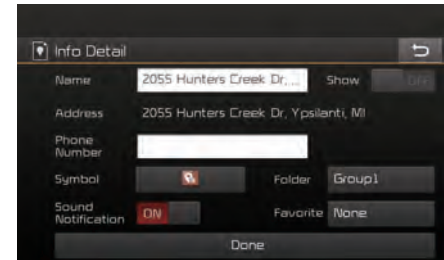 Info Detail
Name 2055 Hunters Creek Dr,... Show OFF
Address 2055 Hunters Creek Dr, Ypsilanti, MI
Phone
Number
Symbol Folder Group1
Sound
Notification ON Favorite None
Done